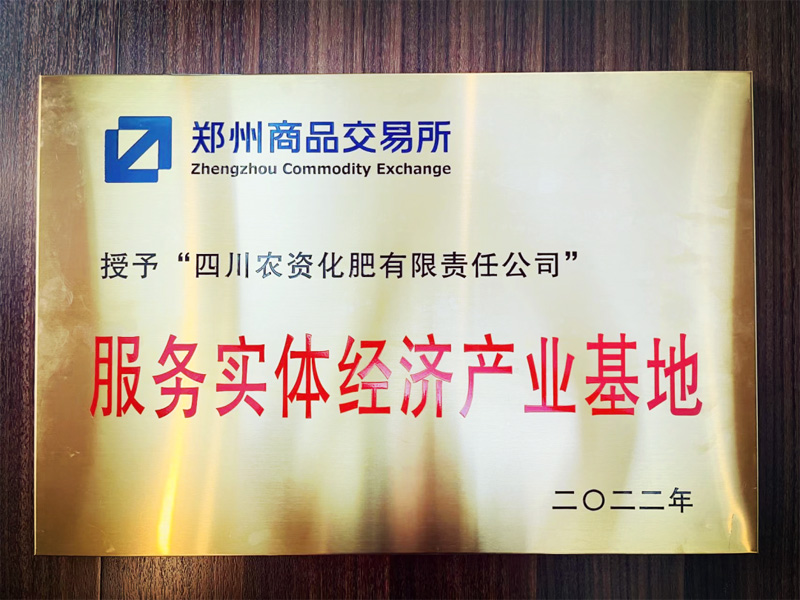 郑州商品交易所
Zhengzhou Commodity Exchange
授予“四川农资化肥有限责任公司”
服务实体经济产业基地
二〇二二年